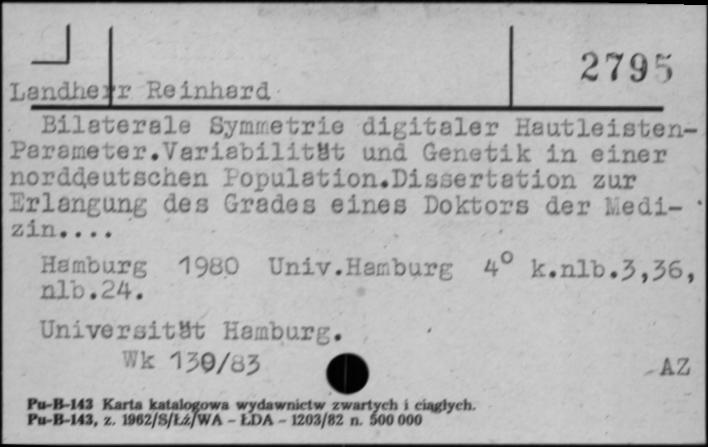 2795
Landherr Reinhard
Bilaterale Symmetrie digitaler Hautleisten-
Parameter.Variabilität und Genetik in einer
norddeutschen Population.Dissertation zur
Erlangung des Grades eines Doktors der Medi-
zin....
Hamburg 1980 Univ.Hamburg 4° k.nlb.3,36,
nlb.24.
Universität Hamburg.
Wk 130/83
AZ
Pu-B-143 Karta katalogowa wydawnictw zwartych i ciągłych.
Pu-B-143, z. 1962/S/Łż/WA – ŁDA – 1203/82 n. 500 000